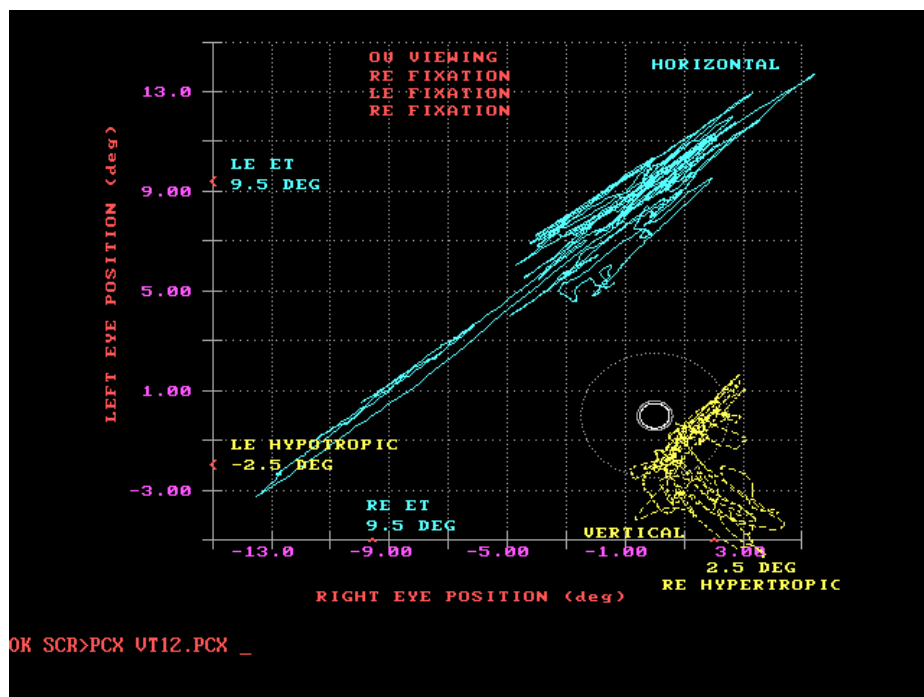 OU VIEWING
RE FIXATION
LE FIXATION
RE FIXATION
HORIZONTAL
13.0
LE ET
9.5 DEG
9.00
LEFT EYE POSITION (deg)
5.00
1.00
LE HYPOTROPIC
-2.5 DEG
-3.00
RE ET
9.5 DEG
VERTICAL
-13.0 -9.00 -5.00 -1.00 3.00
2.5 DEG
RE HYPERTROPIC
RIGHT EYE POSITION (deg)
OK SCR>PCX VT12.PCX _